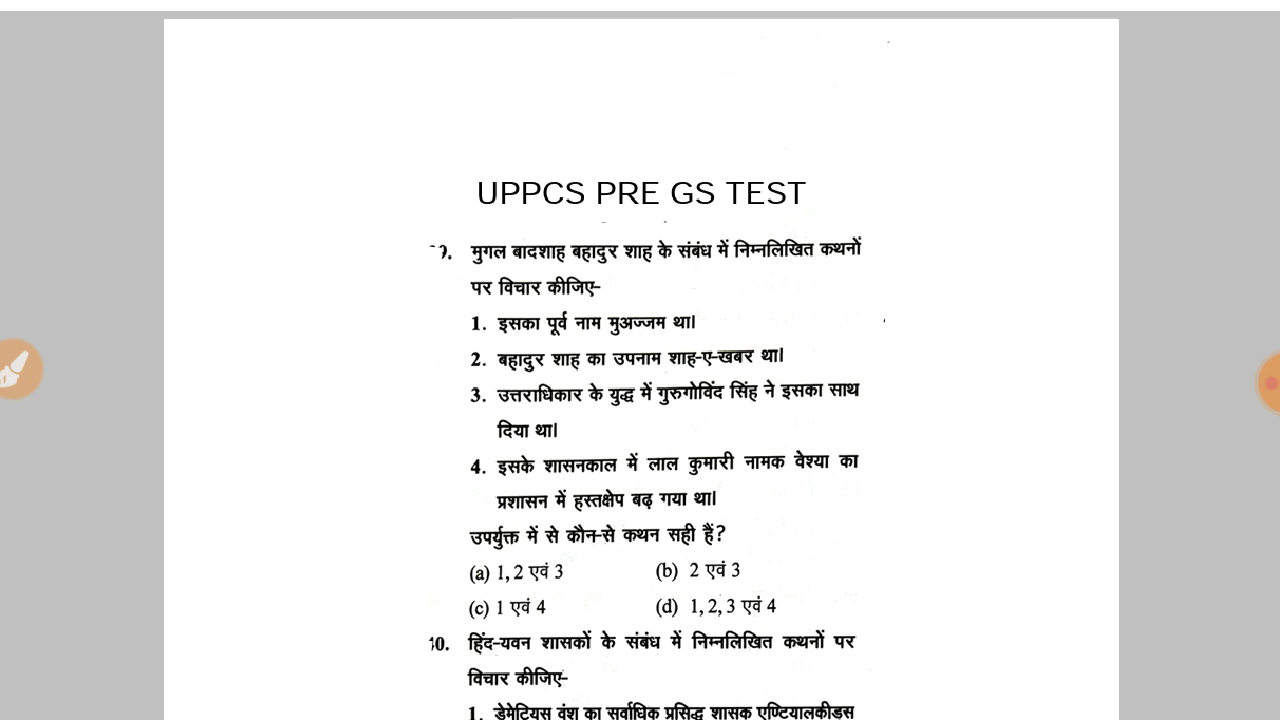 UPPCS PRE GS TEST
9. मुगल बादशाह बहादुर शाह के संबंध में निम्नलिखित कथनों
पर विचार कीजिए-
1. इसका पूर्व नाम मुअज्जम था।
2. बहादुर शाह का उपनाम शाह-ए-खबर था।
3. उत्तराधिकार के युद्ध में गुरुगोविंद सिंह ने इसका साथ
दिया था।
4. इसके शासनकाल में लाल कुमारी नामक वेश्या का
प्रशासन में हस्तक्षेप बढ़ गया था।
उपर्युक्त में से कौन-से कथन सही हैं?
(a) 1, 2 एवं 3 (b) 2 एवं 3
(c) 1 एवं 4 (d) 1, 2, 3 एवं 4
10. हिंद-यवन शासकों के संबंध में निम्नलिखित कथनों पर
विचार कीजिए-
1. डेमेट्रियस वंश का सर्वाधिक प्रसिद्ध शासक एण्टियालकीडस